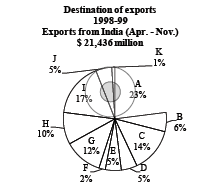 Destination of exports
1998-99
Exports from India (Apr. - Nov.)
$ 21,436 million
K
1%
J
5%
I
17%
A
23%
B
6%
H
10%
G
12%
C
14%
E
5%
F
2%
D
5%